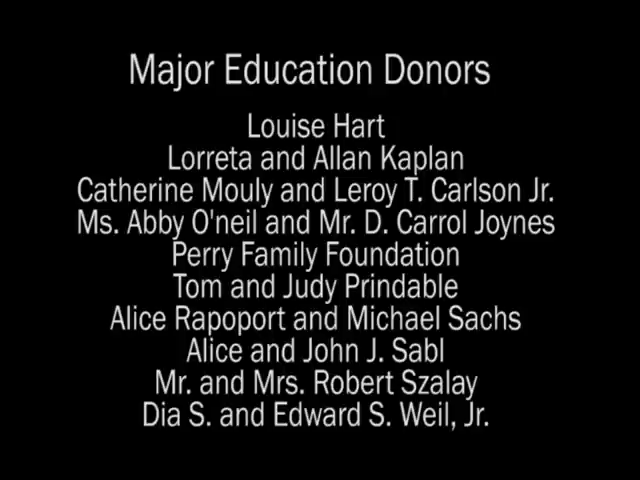 Major Education Donors
Louise Hart
Lorreta and Allan Kaplan
Catherine Mouly and Leroy T. Carlson Jr.
Ms. Abby O'neil and Mr. D. Carrol Joynes
Perry Family Foundation
Tom and Judy Prindable
Alice Rapoport and Michael Sachs
Alice and John J. Sabl
Mr. and Mrs. Robert Szalay
Dia S. and Edward S. Weil, Jr.